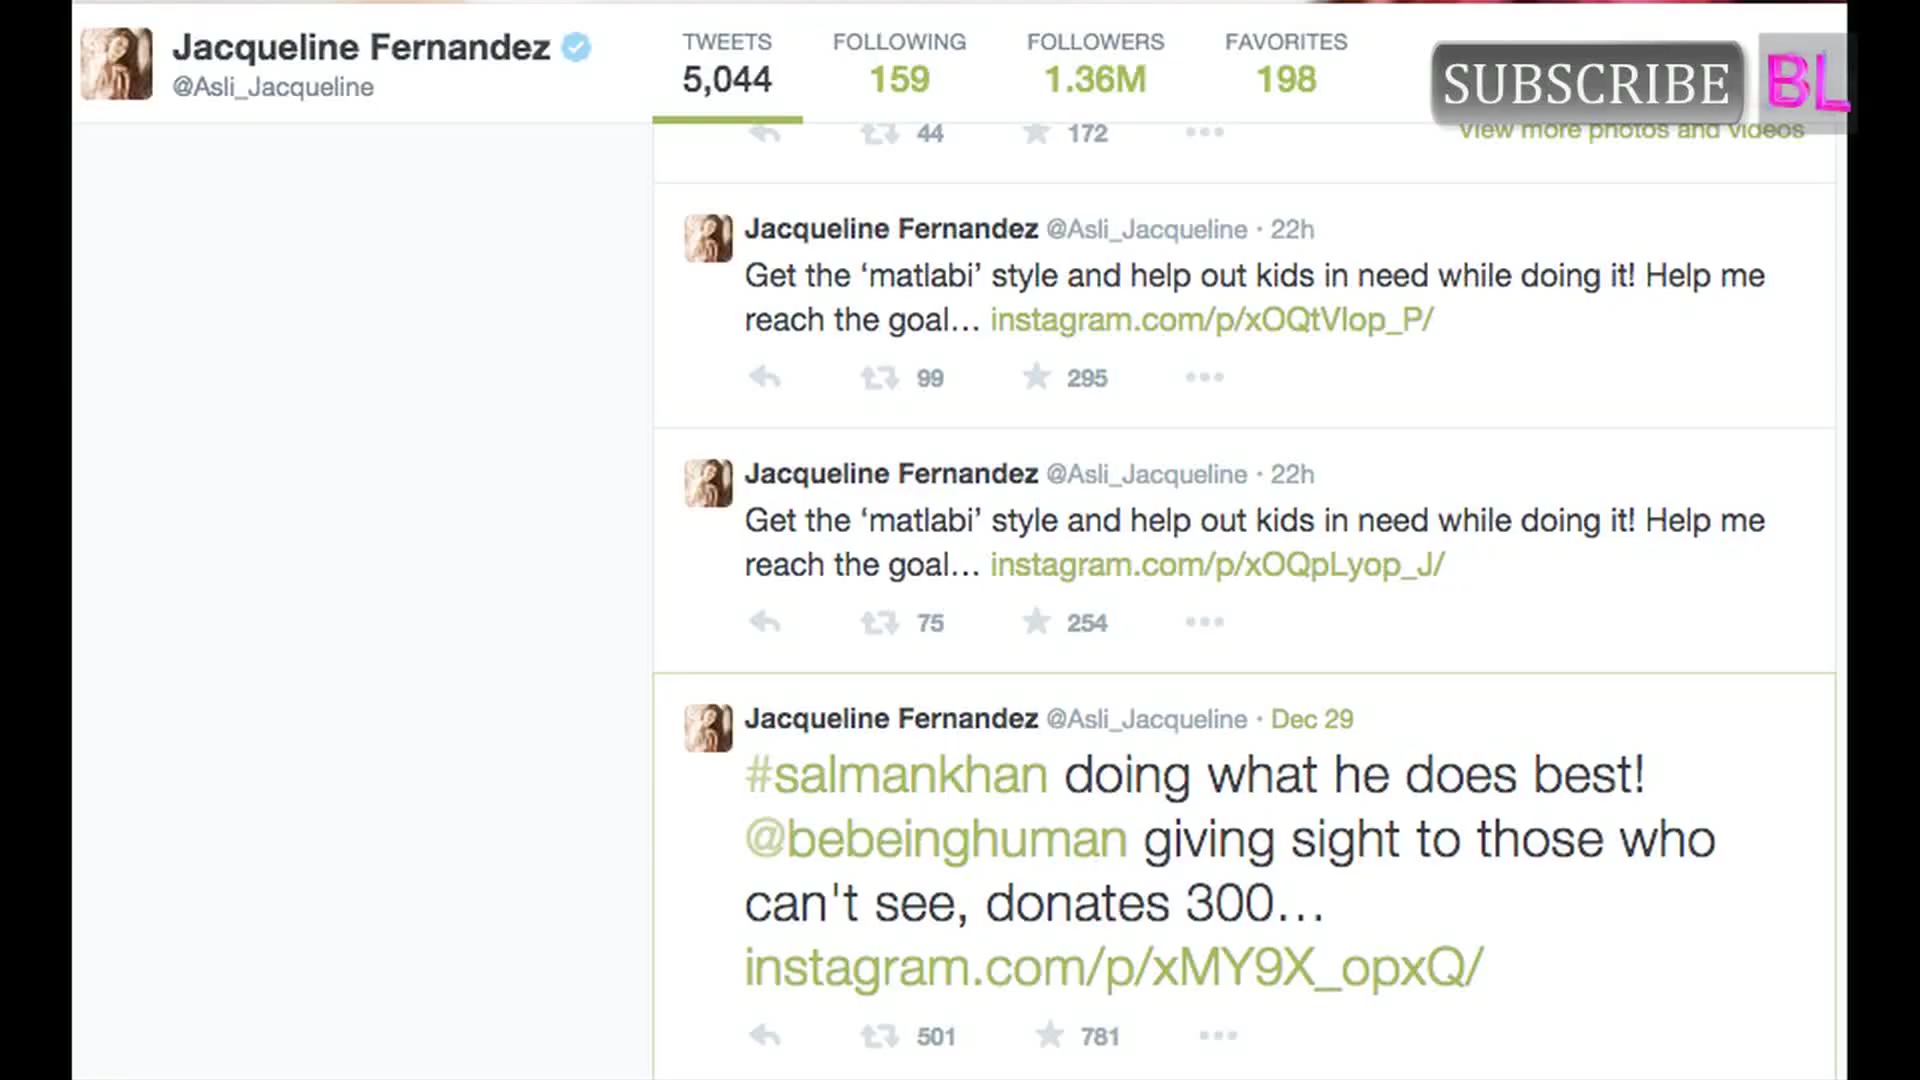 Jacqueline Fernandez
@Asli_Jacqueline
TWEETS FOLLOWING FOLLOWERS FAVORITES
5,044 159 1.36M 198
SUBSCRIBE BL
View more photos and videos
44 172
Jacqueline Fernandez @Asli_Jacqueline · 22h
Get the ‘matlabi’ style and help out kids in need while doing it! Help me
reach the goal... instagram.com/p/xOQtVlop_P/
99 295
Jacqueline Fernandez @Asli_Jacqueline · 22h
Get the ‘matlabi’ style and help out kids in need while doing it! Help me
reach the goal... instagram.com/p/xOQpLyop_J/
75 254
Jacqueline Fernandez @Asli_Jacqueline · Dec 29
#salmankhan doing what he does best!
@bebeinghuman giving sight to those who
can't see, donates 300...
instagram.com/p/xMY9X_opxQ/
501 781